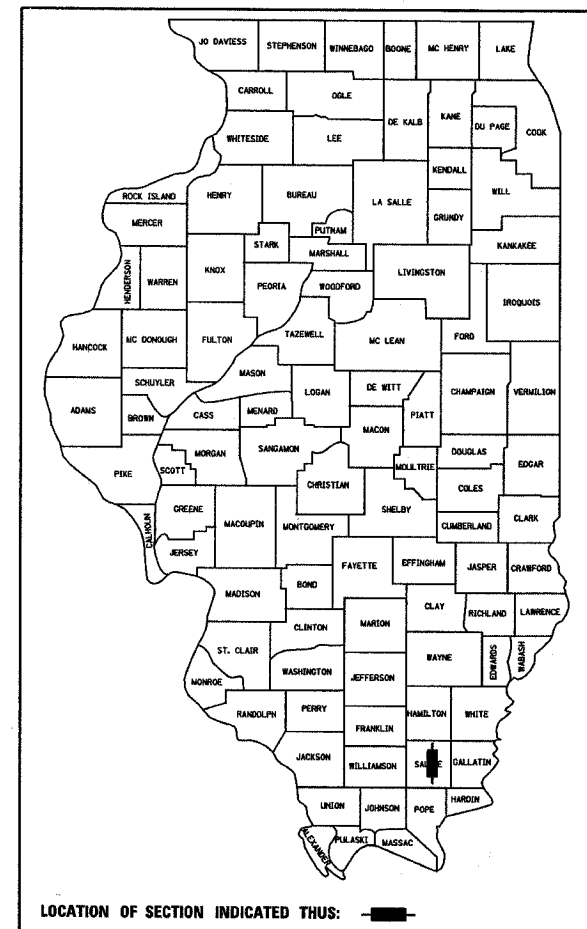 JO DAVIESS STEPHENSON WINNEBAGO BOONE MC HENRY LAKE
CARROLL OGLE DE KALB KANE DU PAGE COOK
WHITESIDE LEE KENDALL WILL
ROCK ISLAND HENRY BUREAU LA SALLE GRUNDY
MERCER PUTNAM KANKAKEE
STARK MARSHALL LIVINGSTON
HENDERSON WARREN KNOX PEORIA WOODFORD IROQUOIS
HANCOCK MC DONOUGH FULTON TAZEWELL MC LEAN FORD
MASON
SCHUYLER LOGAN DE WITT CHAMPAIGN VERMILION
ADAMS BROWN CASS MENARD PIATT
MACON
MORGAN SANGAMON DOUGLAS
PIKE SCOTT CHRISTIAN MOULTRIE COLES EDGAR
GREENE MACOUPIN MONTGOMERY SHELBY CUMBERLAND CLARK
CALHOUN JERSEY
FAYETTE EFFINGHAM JASPER CRAWFORD
MADISON BOND
CLAY RICHLAND LAWRENCE
CLINTON MARION
ST. CLAIR WAYNE EDWARDS WABASH
WASHINGTON JEFFERSON
MONROE
RANDOLPH PERRY HAMILTON WHITE
FRANKLIN
JACKSON WILLIAMSON GALLATIN
UNION JOHNSON POPE HARDIN
ALEXANDER PULASKI MASSAC
LOCATION OF SECTION INDICATED THUS: